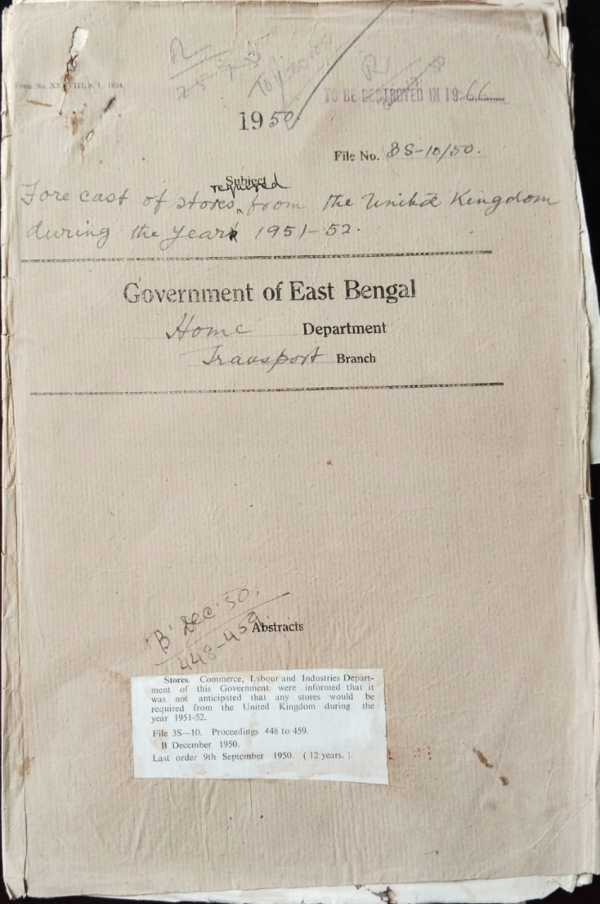 R
25
TO BE DESTROYED IN 1966
1950
File No. 3S-10/50.
Subject
required
Forecast of stores from the United Kingdom
during the year 1951-52.
Government of East Bengal
Home Department
Transport Branch
'B' Dec. 50.
448-459.
Abstracts
Stores. Commerce, Labour and Industries Depart-
ment of this Government were informed that it
was not anticipated that any stores would be
required from the United Kingdom during the
year 1951-52.
File 3S—10. Proceedings 448 to 459.
B December 1950.
Last order 9th September 1950. (12 years.)